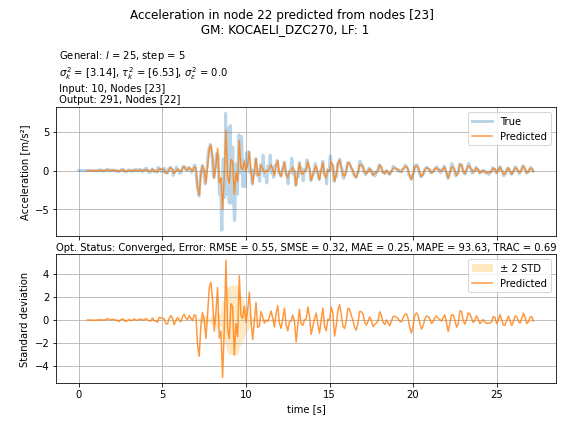 Acceleration in node 22 predicted from nodes [23]
GM: KOCAELI_DZC270, LF: 1
General: l = 25, step = 5
σ²ₖ = [3.14], τ²ₖ = [6.53], σ²ε = 0.0
Input: 10, Nodes [23]
Output: 291, Nodes [22]
Acceleration [m/s²]
5
0
−5
True
Predicted
Opt. Status: Converged, Error: RMSE = 0.55, SMSE = 0.32, MAE = 0.25, MAPE = 93.63, TRAC = 0.69
Standard deviation
4
2
0
−2
−4
± 2 STD
Predicted
0 5 10 15 20 25
time [s]